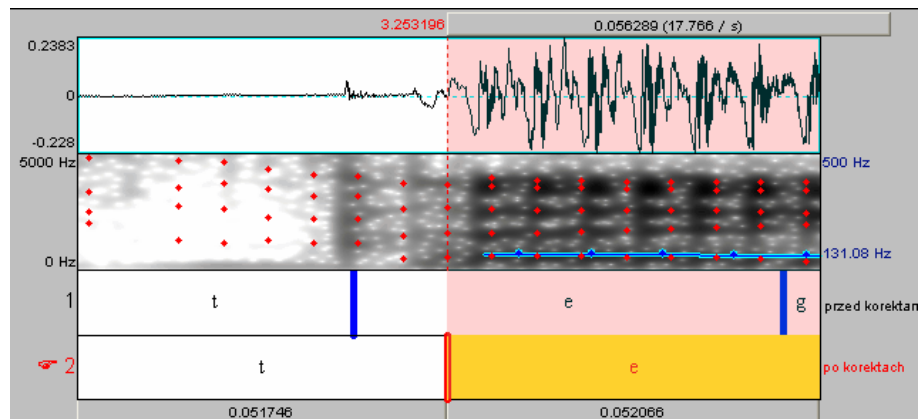 3.253196 0.056289 (17.766 / s)
0.2383
0
-0.228
5000 Hz 500 Hz
0 Hz 131.08 Hz
1 t e g przed korektam
☞ 2 t e po korektach
0.051746 0.052066